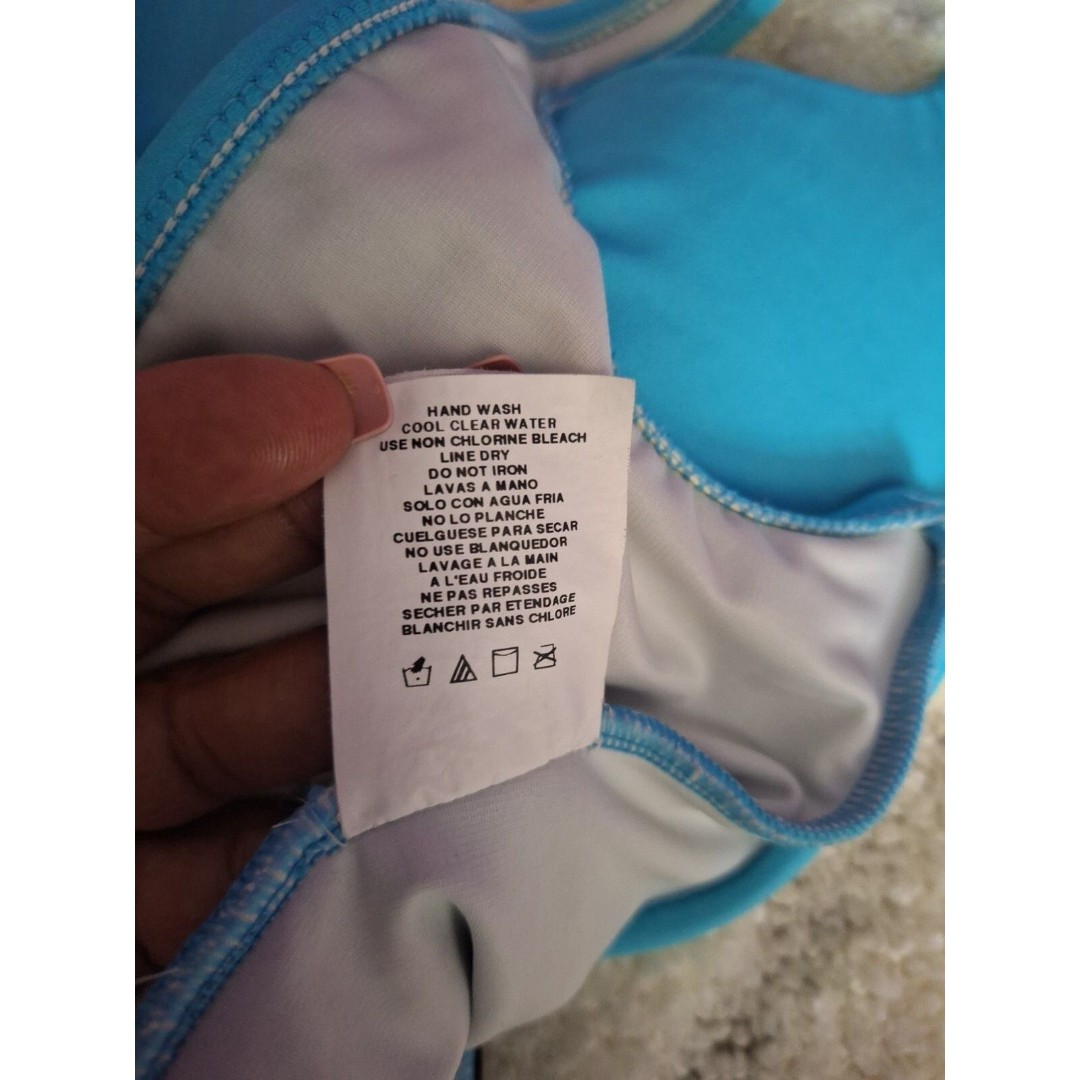 HAND WASH
COOL CLEAR WATER
USE NON CHLORINE BLEACH
LINE DRY
DO NOT IRON
LAVAS A MANO
SOLO CON AGUA FRIA
NO LO PLANCHE
CUELGUESE PARA SECAR
NO USE BLANQUEDOR
LAVAGE A LA MAIN
A L'EAU FROIDE
NE PAS REPASSES
SECHER PAR ETENDAGE
BLANCHIR SANS CHLORE